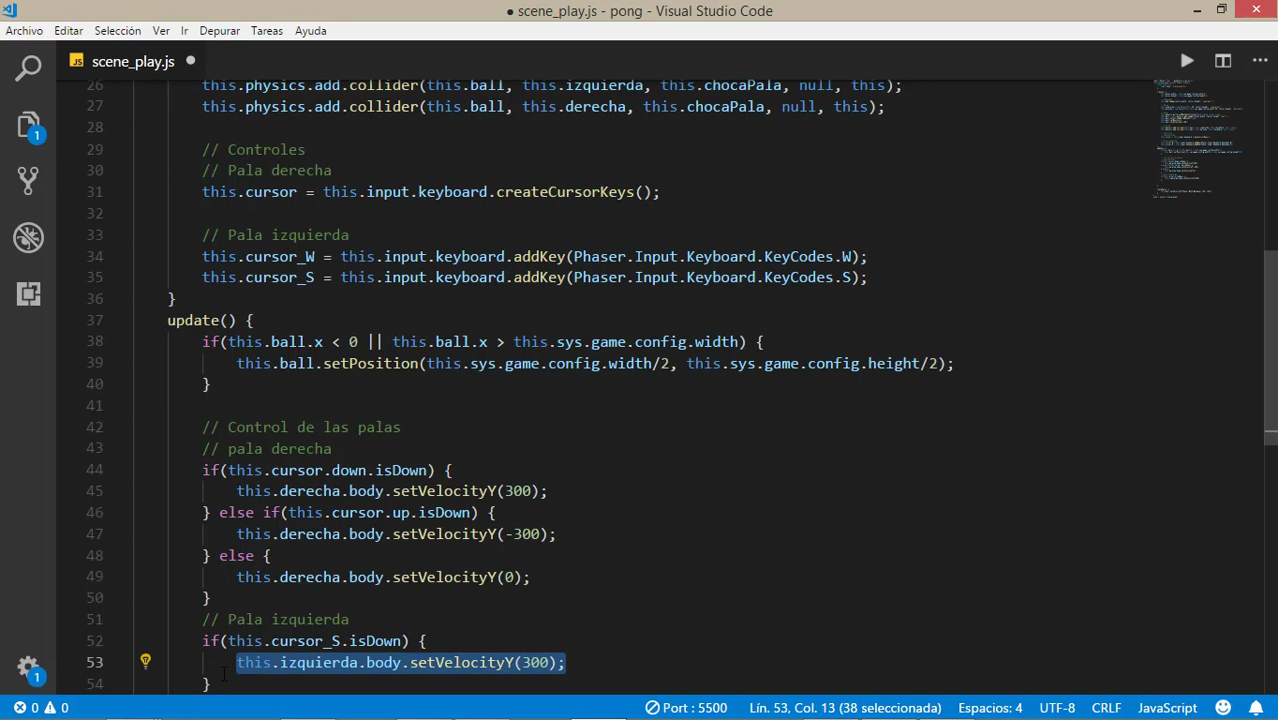 ● scene_play.js - pong - Visual Studio Code
Archivo Editar Selección Ver Ir Depurar Tareas Ayuda
JS scene_play.js ●
26 this.physics.add.collider(this.ball, this.izquierda, this.chocaPala, null, this);
27 this.physics.add.collider(this.ball, this.derecha, this.chocaPala, null, this);
28
29 // Controles
30 // Pala derecha
31 this.cursor = this.input.keyboard.createCursorKeys();
32
33 // Pala izquierda
34 this.cursor_W = this.input.keyboard.addKey(Phaser.Input.Keyboard.KeyCodes.W);
35 this.cursor_S = this.input.keyboard.addKey(Phaser.Input.Keyboard.KeyCodes.S);
36 }
37 update() {
38 if(this.ball.x < 0 || this.ball.x > this.sys.game.config.width) {
39 this.ball.setPosition(this.sys.game.config.width/2, this.sys.game.config.height/2);
40 }
41
42 // Control de las palas
43 // pala derecha
44 if(this.cursor.down.isDown) {
45 this.derecha.body.setVelocityY(300);
46 } else if(this.cursor.up.isDown) {
47 this.derecha.body.setVelocityY(-300);
48 } else {
49 this.derecha.body.setVelocityY(0);
50 }
51 // Pala izquierda
52 if(this.cursor_S.isDown) {
53 this.izquierda.body.setVelocityY(300);
54 }
1
1
0 0 Port : 5500 Lín. 53, Col. 13 (38 seleccionada) Espacios: 4 UTF-8 CRLF JavaScript 1